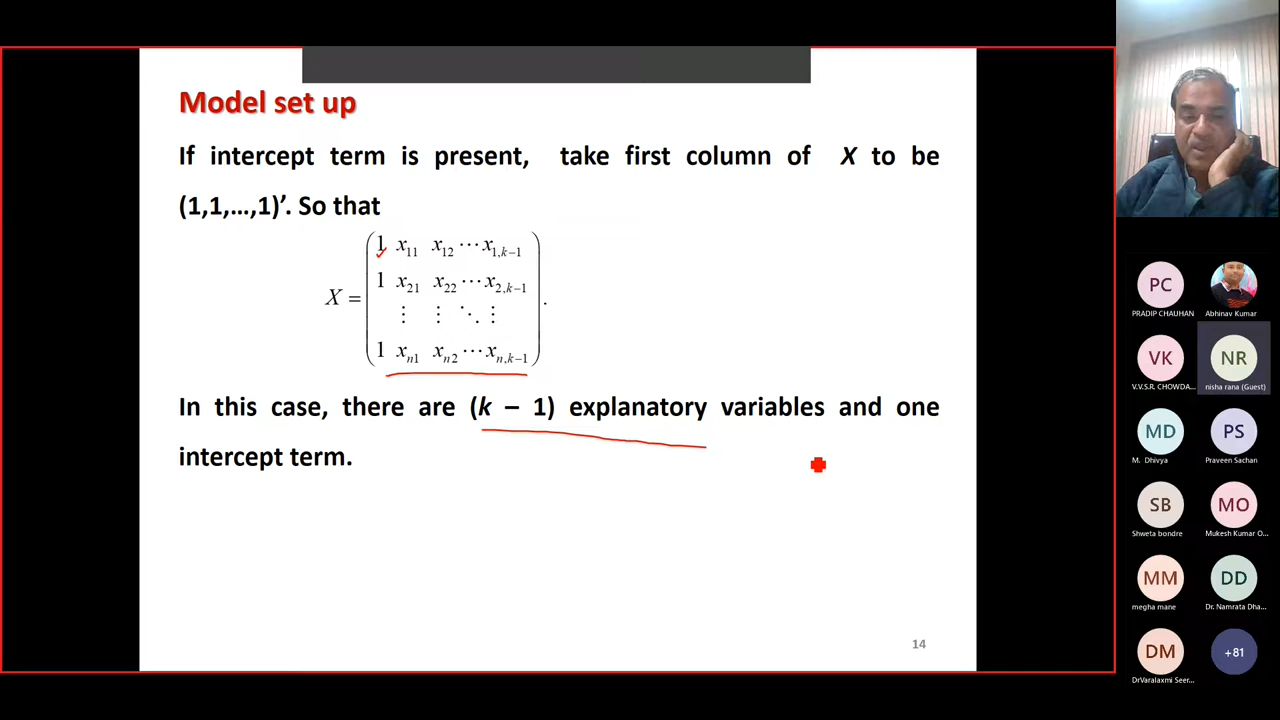 Model set up
If intercept term is present, take first column of X to be
(1,1,...,1)’. So that
X = ( 1 x₁₁ x₁₂ ⋯ x₁,ₖ₋₁
1 x₂₁ x₂₂ ⋯ x₂,ₖ₋₁
⋮ ⋮ ⋱ ⋮
1 xₙ₁ xₙ₂ ⋯ xₙ,ₖ₋₁ ) .
In this case, there are (k – 1) explanatory variables and one
intercept term.
14
PC
PRADIP CHAUHAN
Abhinav Kumar
VK
V.V.S.R. CHOWDA...
NR
nisha rana (Guest)
MD
M. Dhivya
PS
Praveen Sachan
SB
Shweta bondre
MO
Mukesh Kumar O...
MM
megha mane
DD
Dr. Namrata Dha...
DM
DrVaralaxmi Seer...
+81